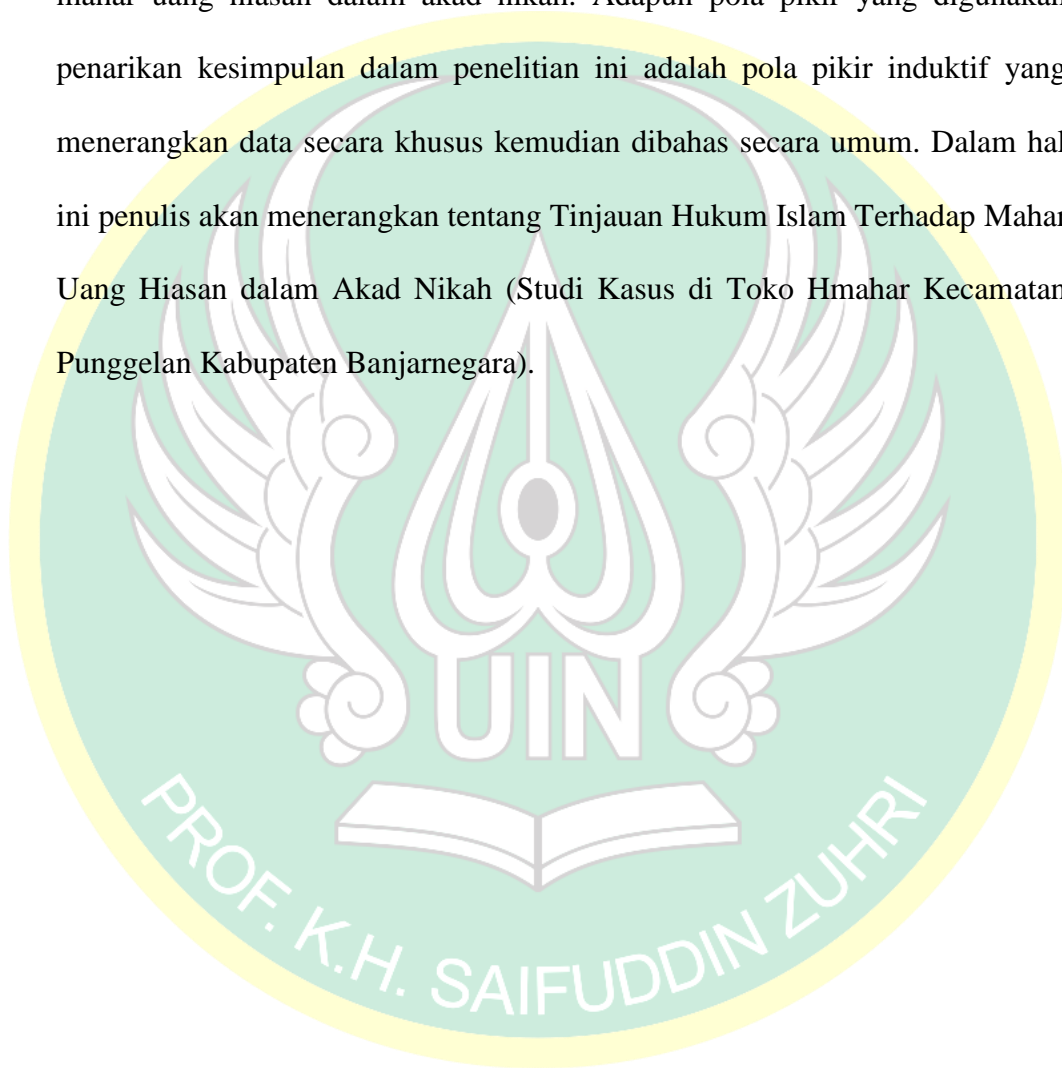 mahar uang hiasan dalam akad nikah. Adapun pola pikir yang digunakan
penarikan kesimpulan dalam penelitian ini adalah pola pikir induktif yang
menerangkan data secara khusus kemudian dibahas secara umum. Dalam hal
ini penulis akan menerangkan tentang Tinjauan Hukum Islam Terhadap Mahar
Uang Hiasan dalam Akad Nikah (Studi Kasus di Toko Hmahar Kecamatan
Punggelan Kabupaten Banjarnegara).
UIN
PROF. K.H. SAIFUDDIN ZUHRI